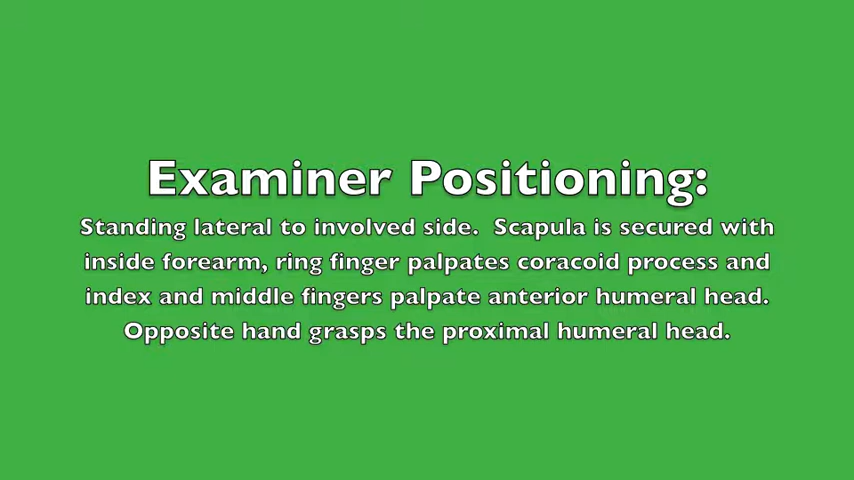 Examiner Positioning:
Standing lateral to involved side.  Scapula is secured with
inside forearm, ring finger palpates coracoid process and
index and middle fingers palpate anterior humeral head.
Opposite hand grasps the proximal humeral head.